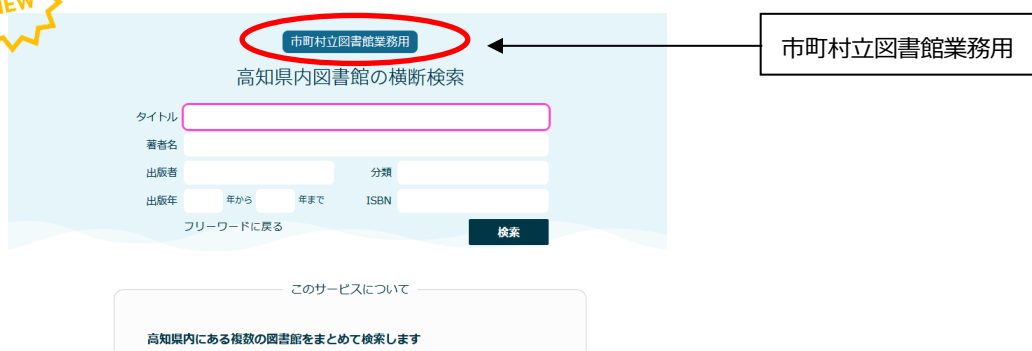 NEW
市町村立図書館業務用
市町村立図書館業務用
高知県内図書館の横断検索
タイトル
著者名
出版者 分類
出版年 年から 年まで ISBN
フリーワードに戻る 検索
このサービスについて
高知県内にある複数の図書館をまとめて検索します